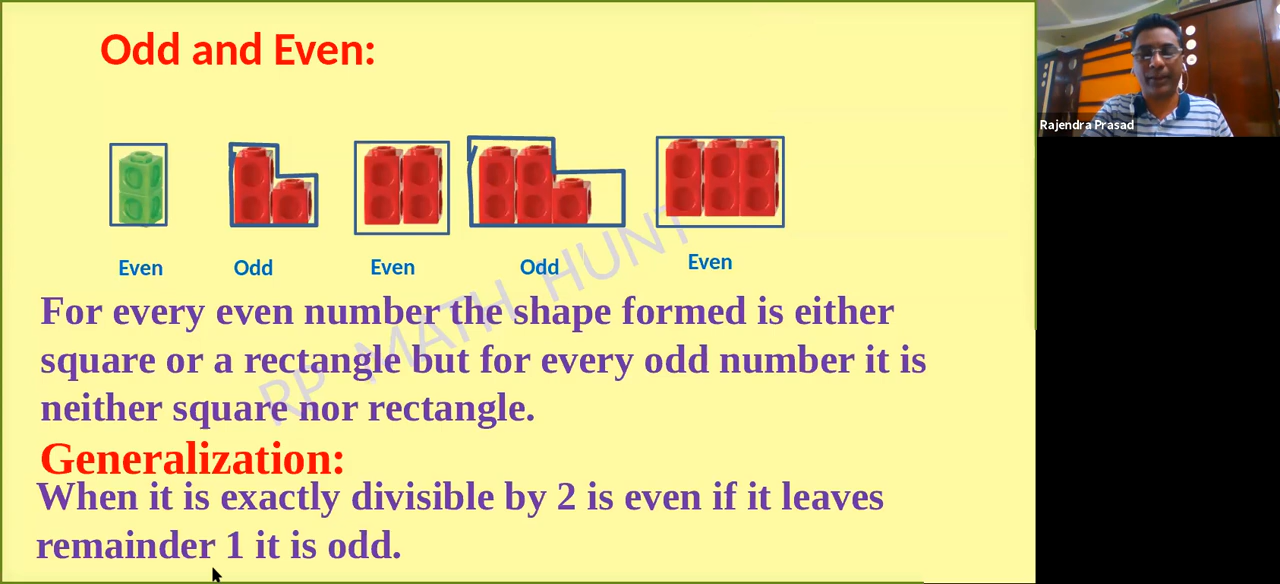 Odd and Even:
Rajendra Prasad
Even Odd Even Odd Even
RP MATH HUNT
For every even number the shape formed is either
square or a rectangle but for every odd number it is
neither square nor rectangle.
Generalization:
When it is exactly divisible by 2 is even if it leaves
remainder 1 it is odd.